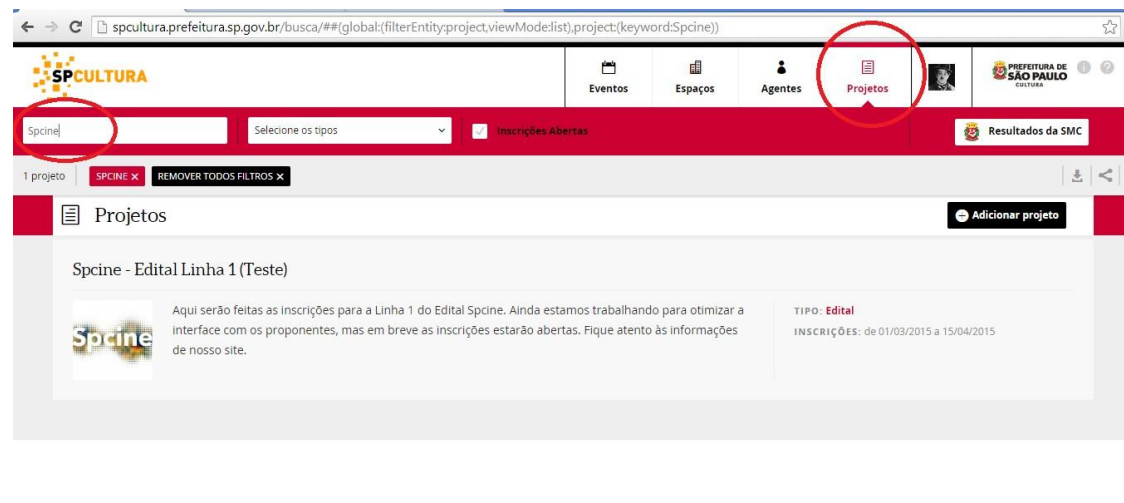 spcultura.prefeitura.sp.gov.br/busca/##(global:(filterEntity:project,viewMode:list),project:(keyword:Spcine))
SPCULTURA
Eventos
Espaços
Agentes
Projetos
PREFEITURA DE
SÃO PAULO
CULTURA
Spcine
Selecione os tipos
Inscrições Abertas
Resultados da SMC
1 projeto
SPCINE X
REMOVER TODOS FILTROS X
Projetos
Adicionar projeto
Spcine - Edital Linha 1 (Teste)
Spcine
Aqui serão feitas as inscrições para a Linha 1 do Edital Spcine. Ainda estamos trabalhando para otimizar a
interface com os proponentes, mas em breve as inscrições estarão abertas. Fique atento às informações
de nosso site.
TIPO: Edital
INSCRIÇÕES: de 01/03/2015 a 15/04/2015